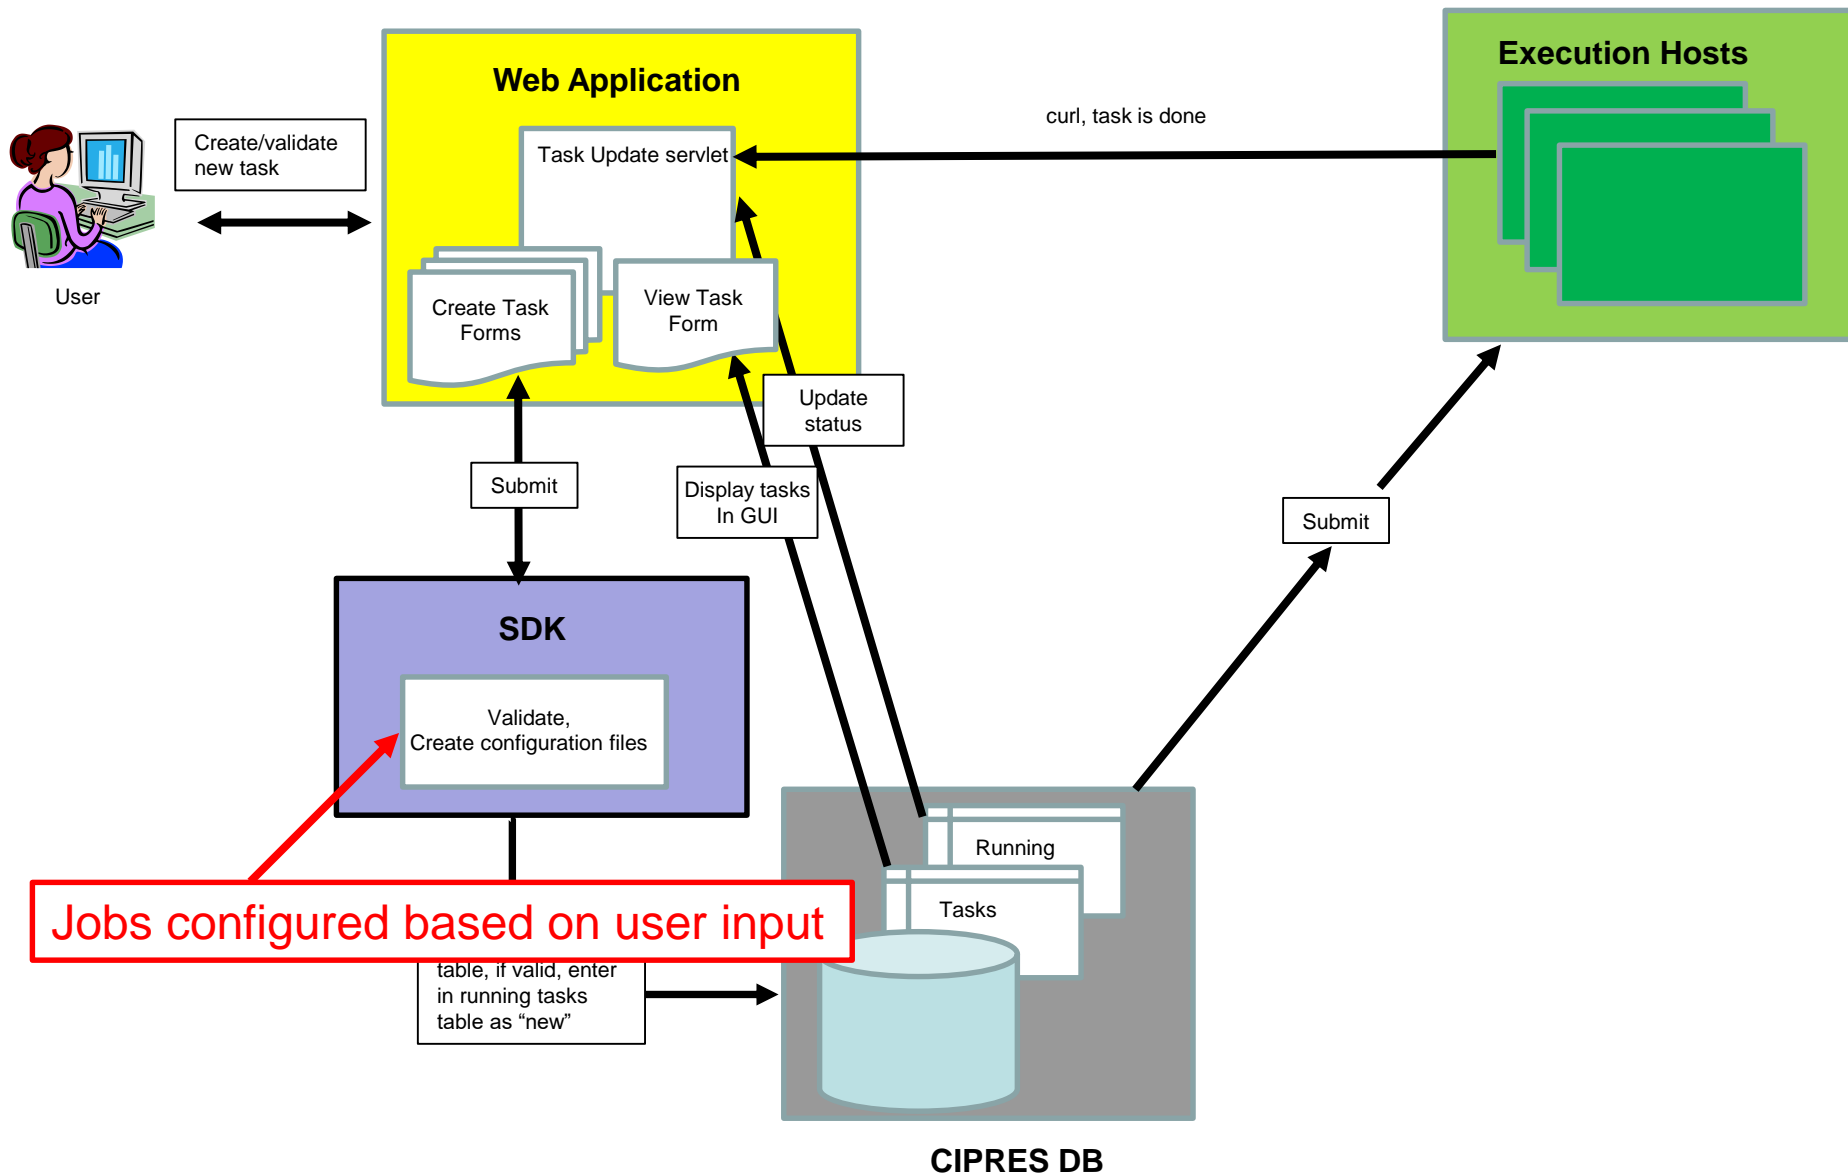 Web Application
Execution Hosts
curl, task is done
Create/validate
new task
Task Update servlet
User
Create Task
Forms
View Task
Form
Update
status
Submit
Display tasks
In GUI
Submit
SDK
Validate,
Create configuration files
Running
Tasks
Jobs configured based on user input
table, if valid, enter
in running tasks
table as “new”
CIPRES DB